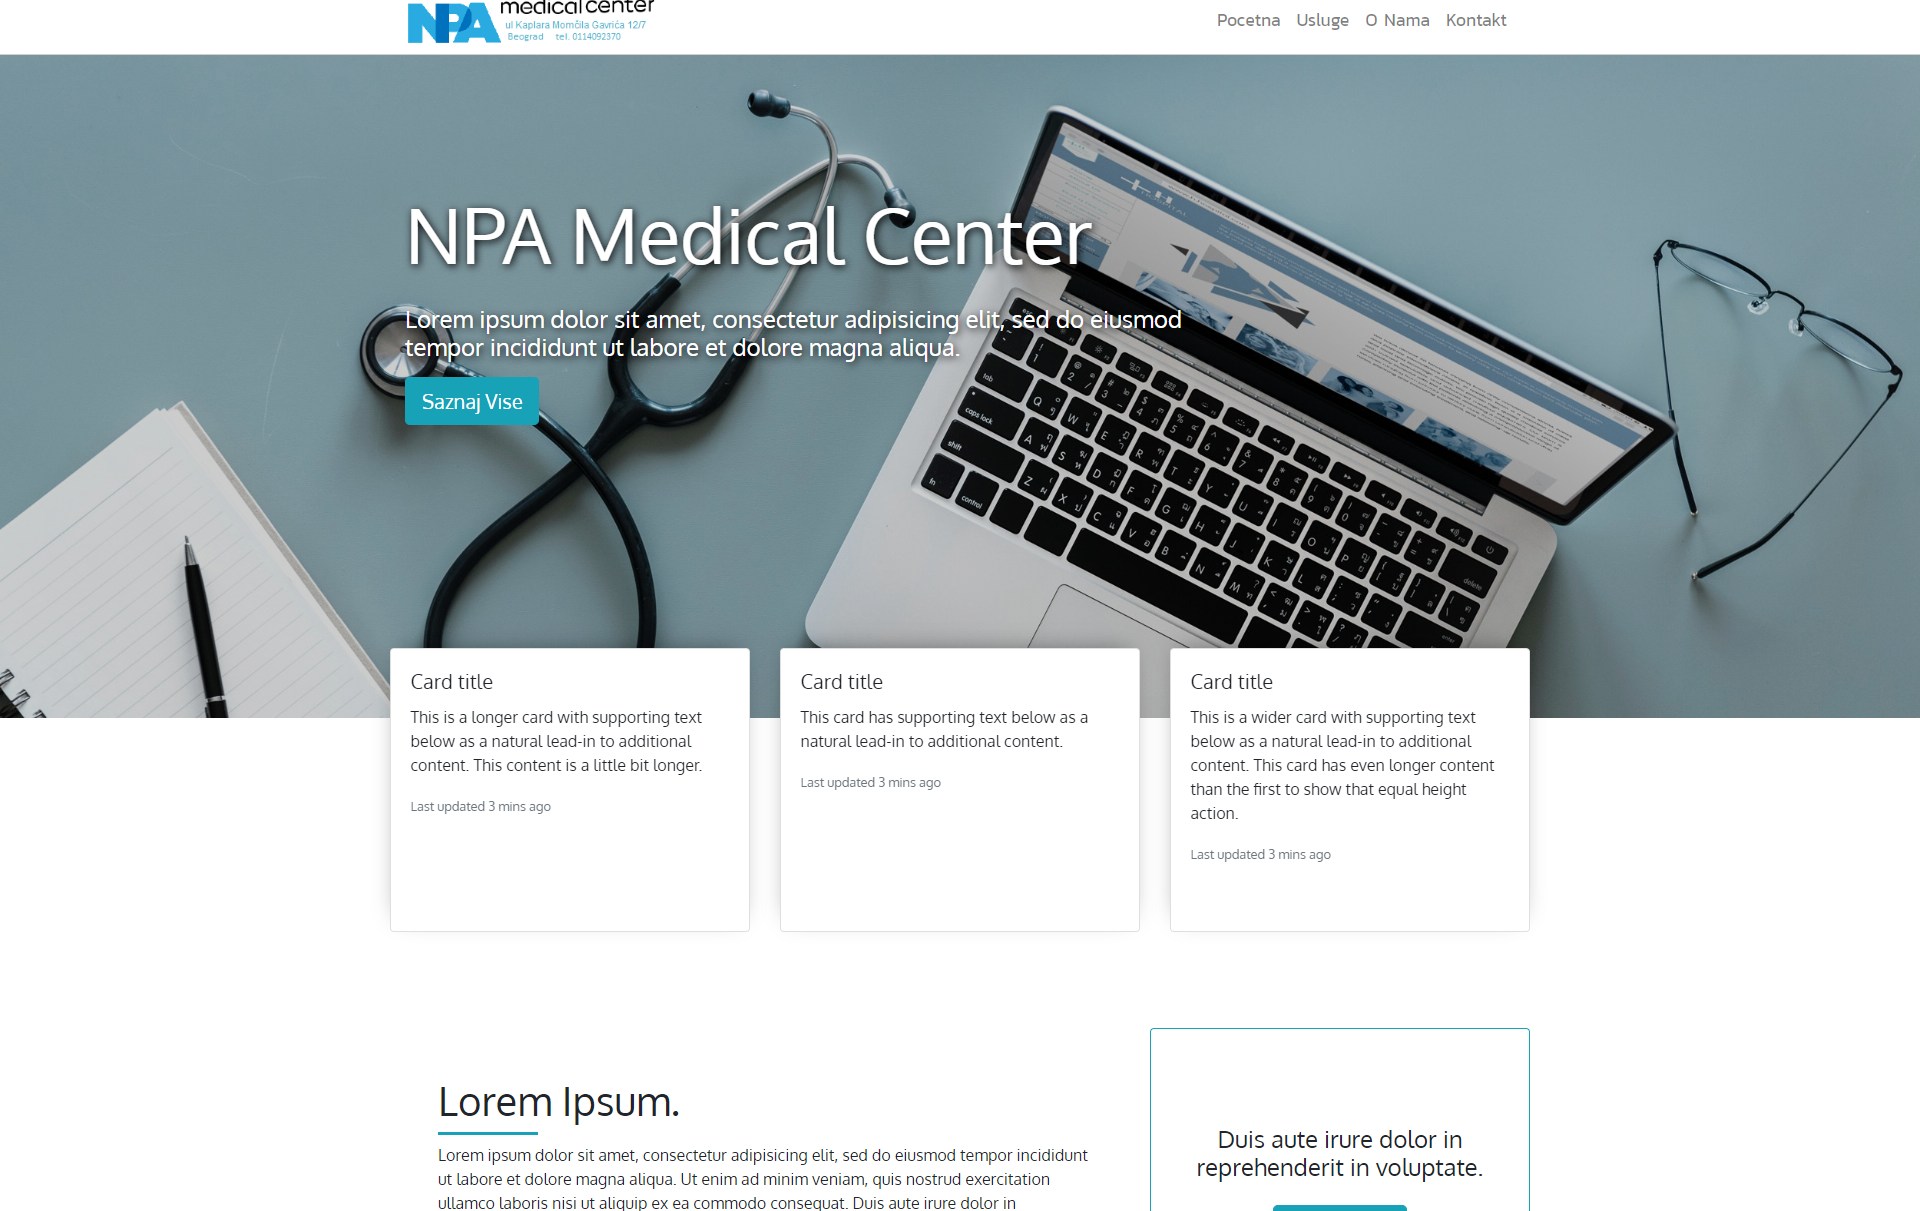 NPA medical center
ul Kaplara Momčila Gavrića 12/7
Beograd tel. 0114092370
Pocetna Usluge O Nama Kontakt
NPA Medical Center
Lorem ipsum dolor sit amet, consectetur adipisicing elit, sed do eiusmod
tempor incididunt ut labore et dolore magna aliqua.
Saznaj Vise
Card title
This is a longer card with supporting text
below as a natural lead-in to additional
content. This content is a little bit longer.
Last updated 3 mins ago
Card title
This card has supporting text below as a
natural lead-in to additional content.
Last updated 3 mins ago
Card title
This is a wider card with supporting text
below as a natural lead-in to additional
content. This card has even longer content
than the first to show that equal height
action.
Last updated 3 mins ago
Lorem Ipsum.
Lorem ipsum dolor sit amet, consectetur adipisicing elit, sed do eiusmod tempor incididunt
ut labore et dolore magna aliqua. Ut enim ad minim veniam, quis nostrud exercitation
ullamco laboris nisi ut aliquip ex ea commodo consequat. Duis aute irure dolor in
Duis aute irure dolor in
reprehenderit in voluptate.